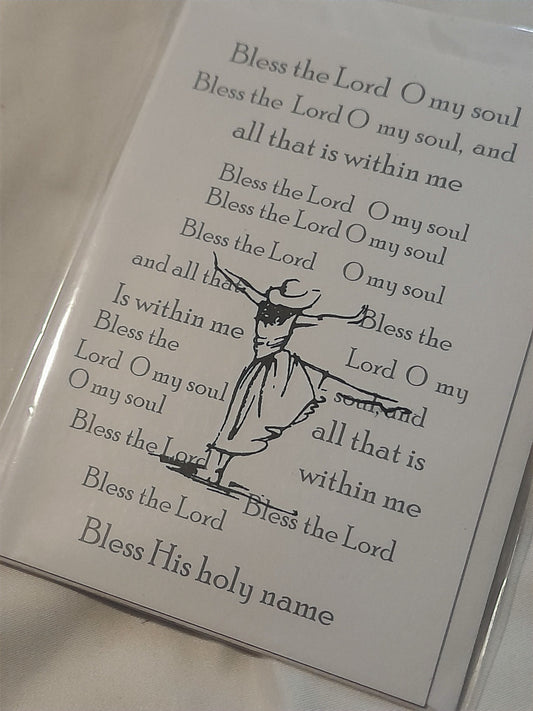 Bless the Lord O my soul
Bless the Lord O my soul, and
all that is within me
Bless the Lord O my soul
Bless the Lord O my soul
Bless the Lord O my soul
and all that
Is within me
Bless the
Lord O my soul
O my soul
Bless the Lord
Bless the
Lord O my
soul, and
all that is
within me
Bless the Lord
Bless the Lord
Bless His holy name